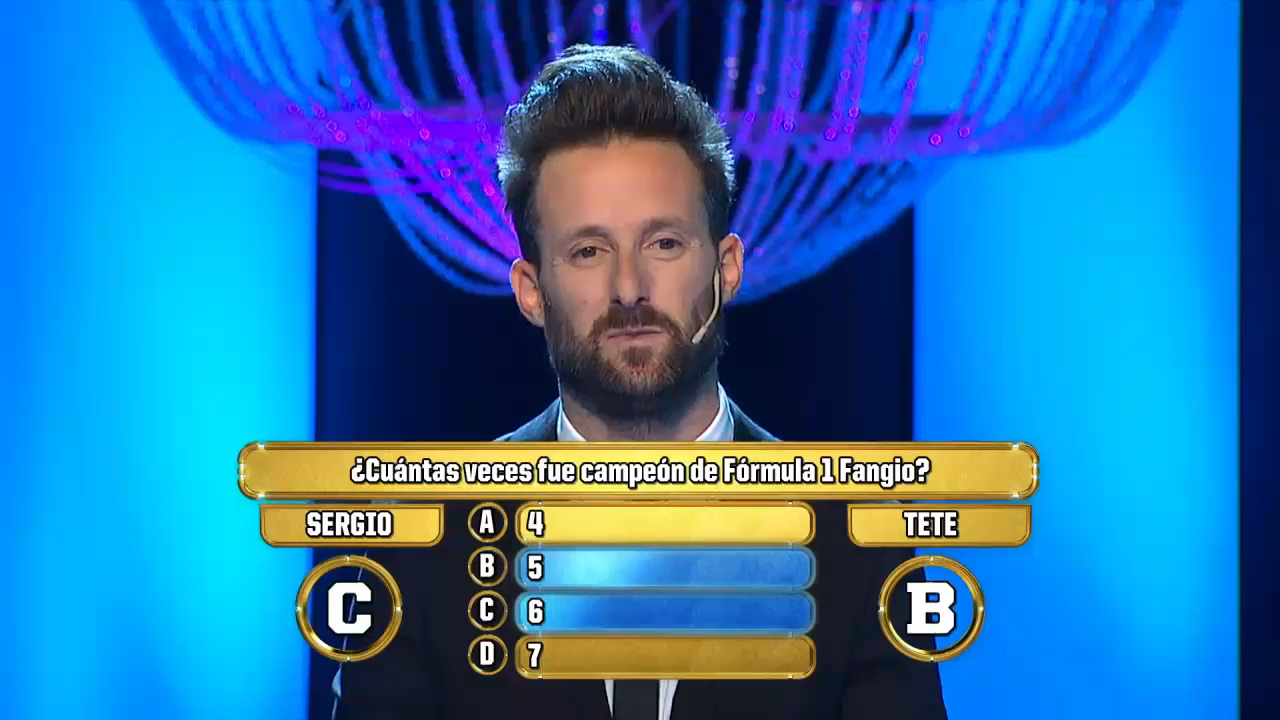 ¿Cuántas veces fue campeón de Fórmula 1 Fangio?
SERGIO
C
A 4
B 5
C 6
D 7
TETE
B